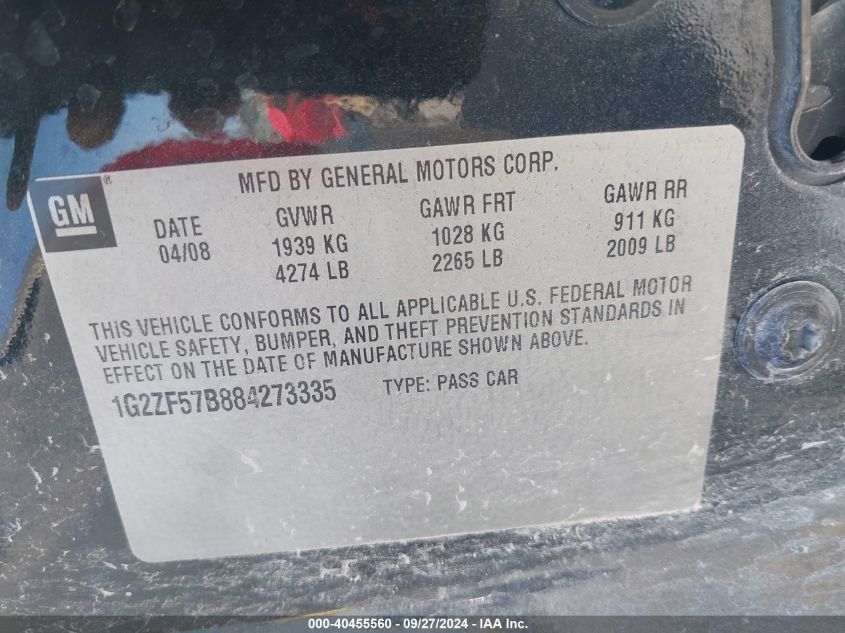 MFD BY GENERAL MOTORS CORP.
GM
DATE GVWR GAWR FRT GAWR RR
04/08 1939 KG 1028 KG 911 KG
4274 LB 2265 LB 2009 LB
THIS VEHICLE CONFORMS TO ALL APPLICABLE U.S. FEDERAL MOTOR
VEHICLE SAFETY, BUMPER, AND THEFT PREVENTION STANDARDS IN
EFFECT ON THE DATE OF MANUFACTURE SHOWN ABOVE.
1G2ZF57B884273335 TYPE: PASS CAR
000-40455560 - 09/27/2024 - IAA, Inc.